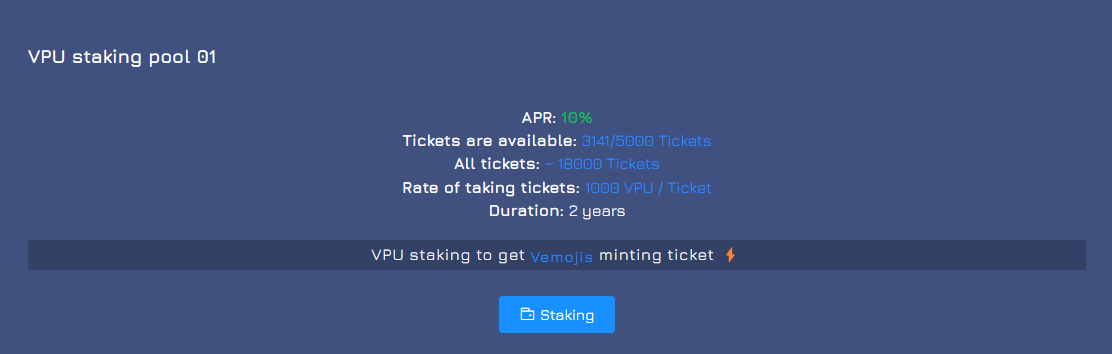 VPU staking pool 01
APR: 10%
Tickets are available: 3141/5000 Tickets
All tickets: ~ 18000 Tickets
Rate of taking tickets: 1000 VPU / Ticket
Duration: 2 years
VPU staking to get Vemojis minting ticket ⚡
Staking